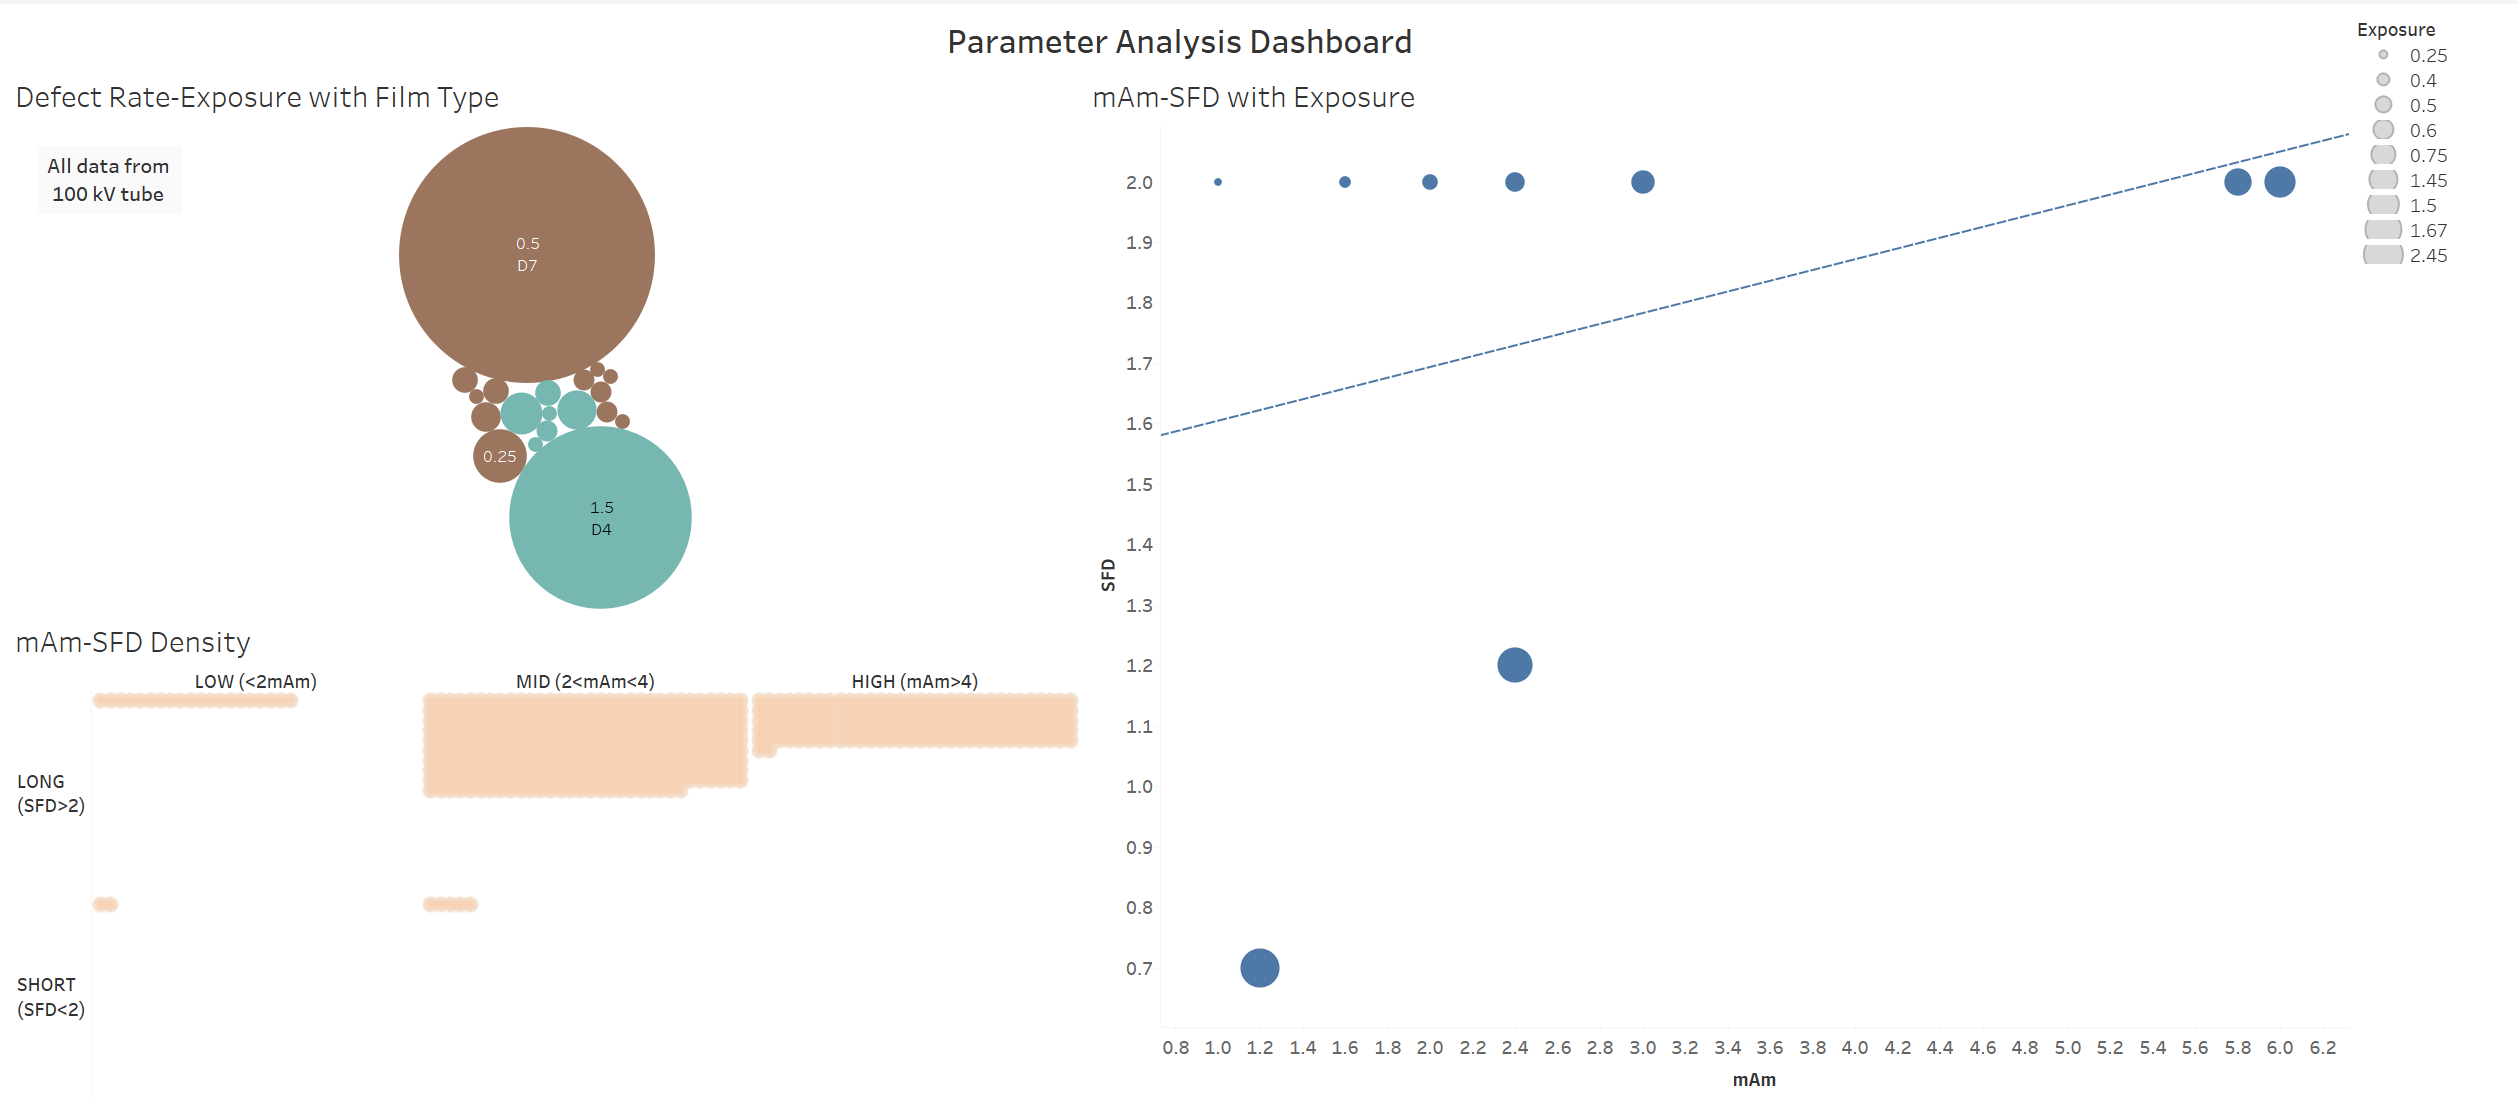 Parameter Analysis Dashboard
Defect Rate-Exposure with Film Type
All data from
100 kV tube
0.5
D7
0.25
1.5
D4
mAm-SFD Density
LOW (<2mAm)
MID (2<mAm<4)
HIGH (mAm>4)
LONG
(SFD>2)
SHORT
(SFD<2)
mAm-SFD with Exposure
SFD
2.0
1.9
1.8
1.7
1.6
1.5
1.4
1.3
1.2
1.1
1.0
0.9
0.8
0.7
0.8 1.0 1.2 1.4 1.6 1.8 2.0 2.2 2.4 2.6 2.8 3.0 3.2 3.4 3.6 3.8 4.0 4.2 4.4 4.6 4.8 5.0 5.2 5.4 5.6 5.8 6.0 6.2
mAm
Exposure
0.25
0.4
0.5
0.6
0.75
1.45
1.5
1.67
2.45